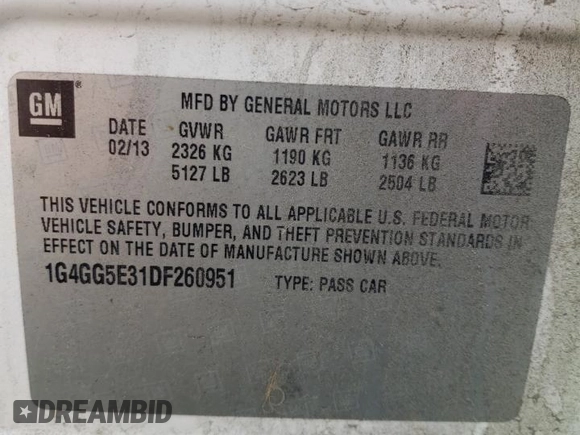 GM ®
MFD BY GENERAL MOTORS LLC
DATE GVWR GAWR FRT GAWR RR
02/13 2326 KG 1190 KG 1136 KG
5127 LB 2623 LB 2504 LB
THIS VEHICLE CONFORMS TO ALL APPLICABLE U.S. FEDERAL MOTOR
VEHICLE SAFETY, BUMPER, AND THEFT PREVENTION STANDARDS IN
EFFECT ON THE DATE OF MANUFACTURE SHOWN ABOVE.
1G4GG5E31DF260951 TYPE: PASS CAR
DREAMBID